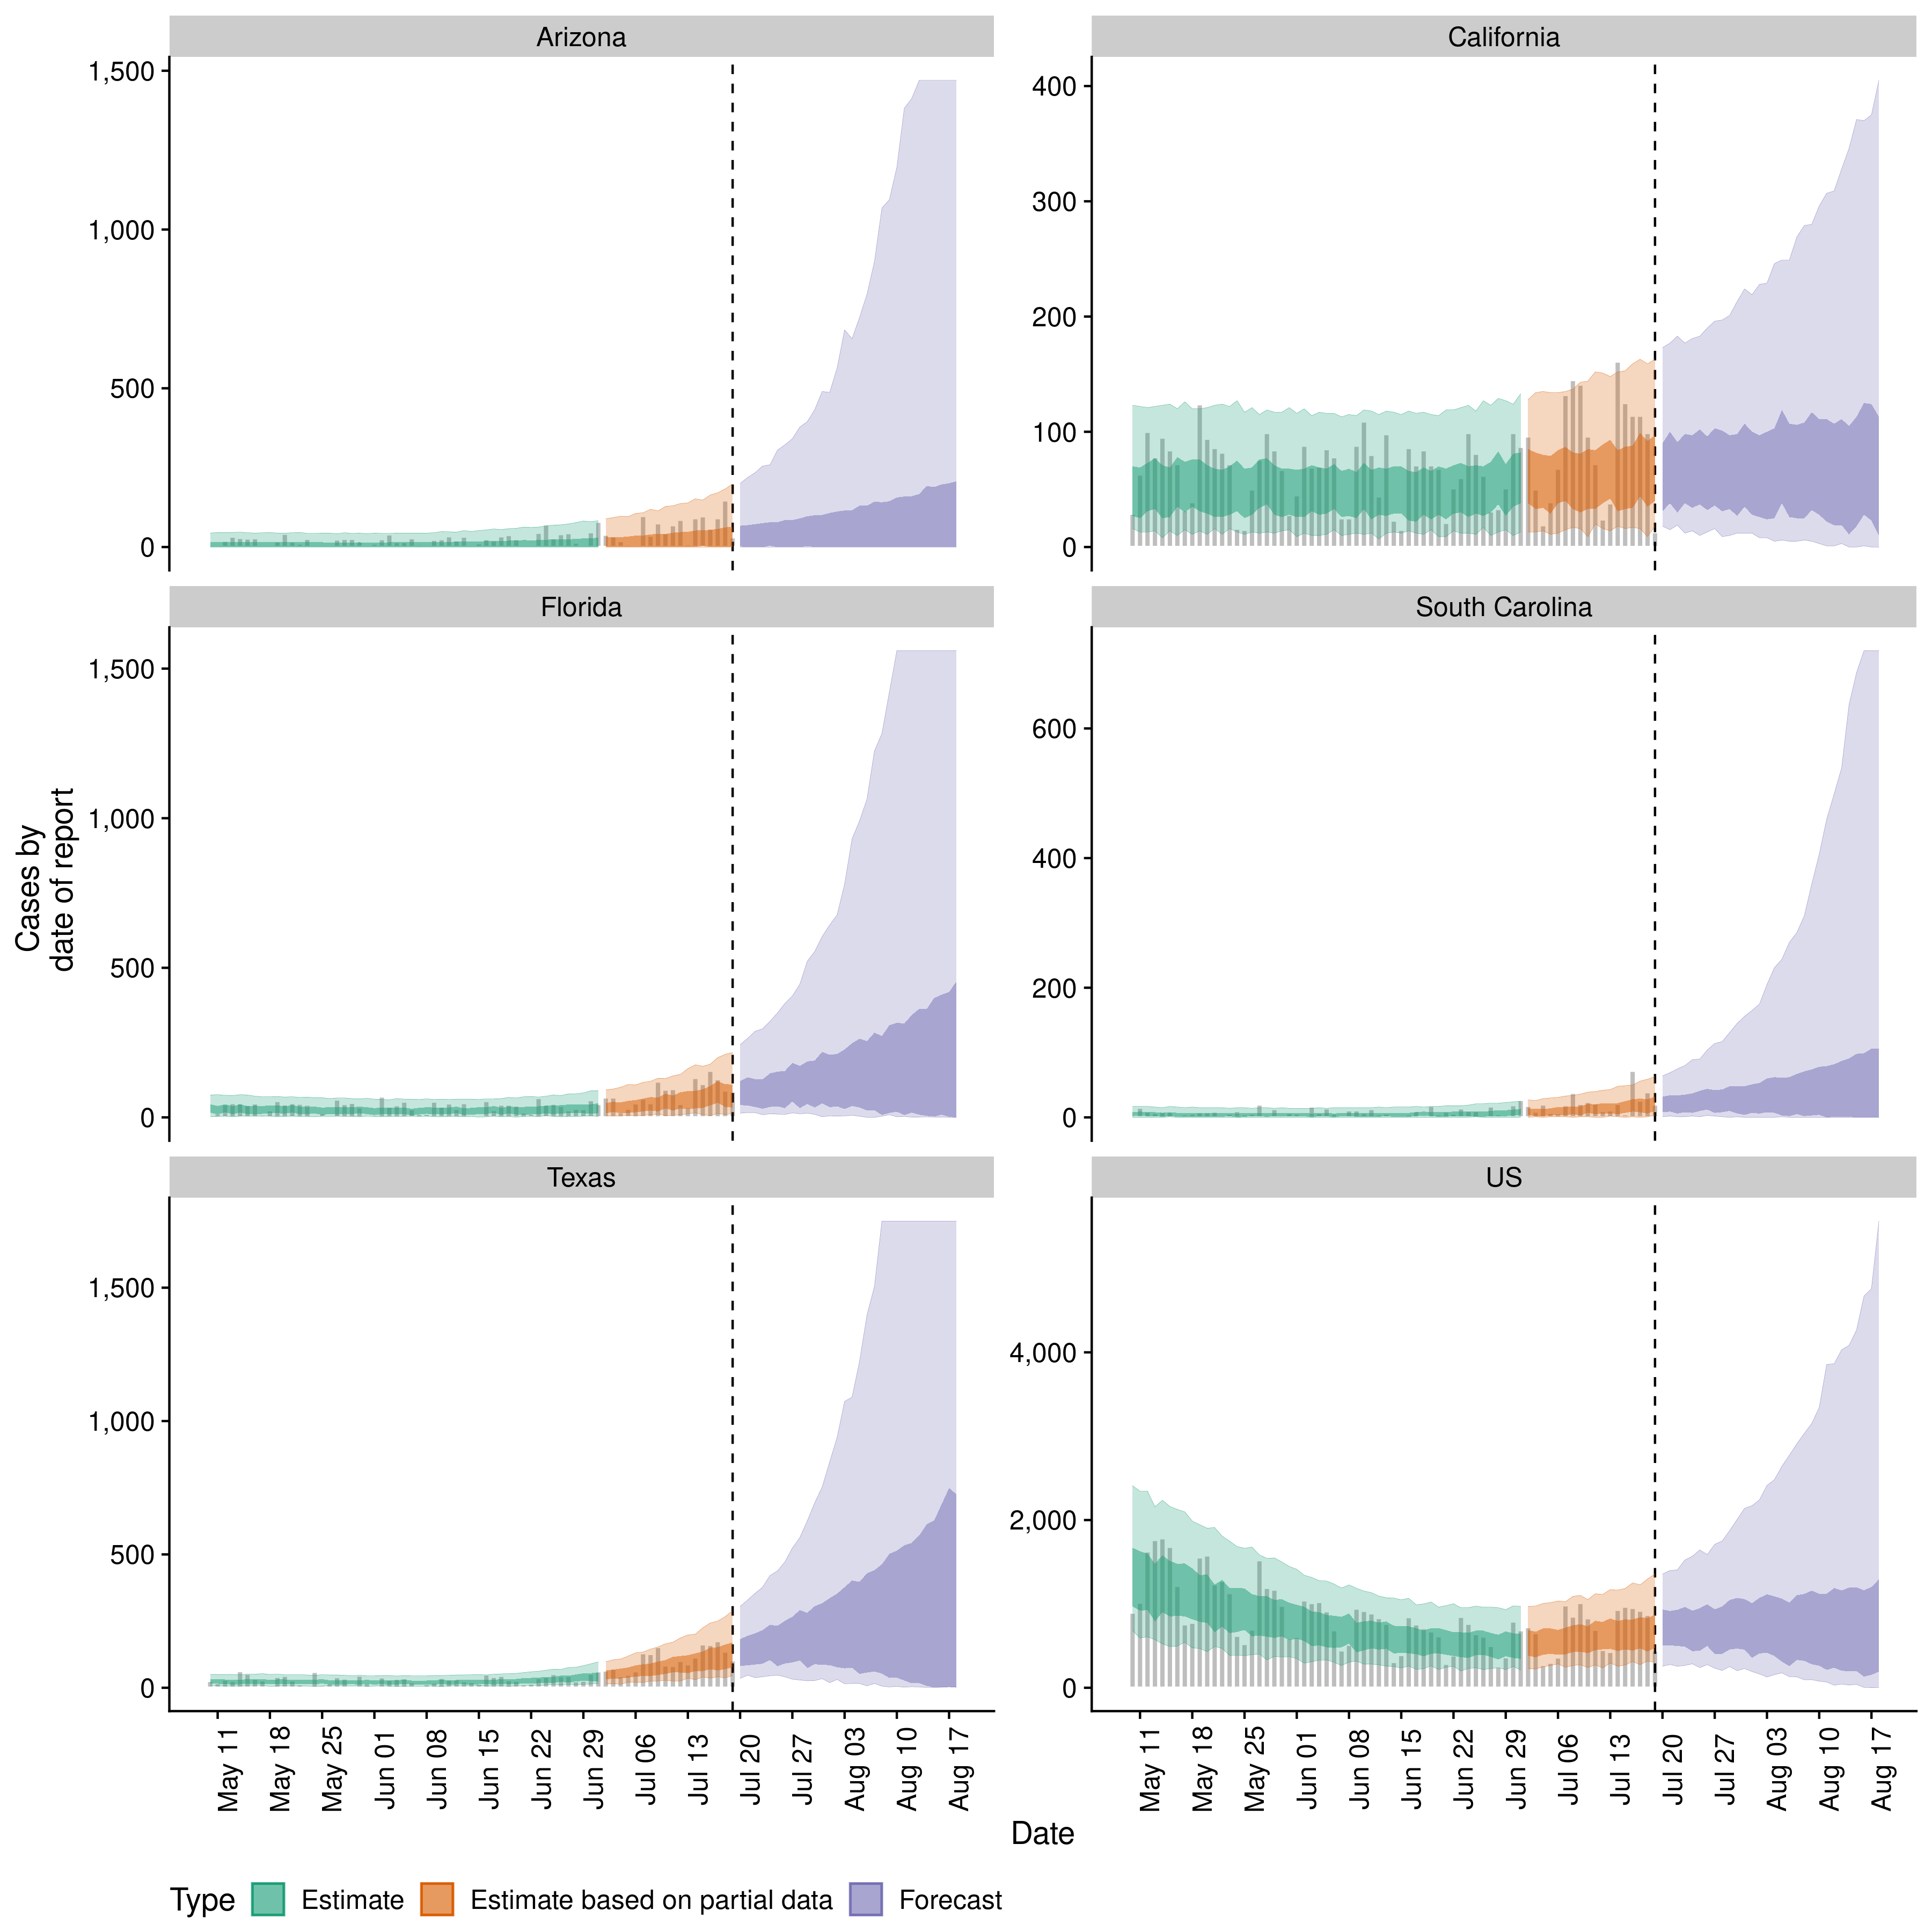 Arizona
California
1,500
1,000
500
0
400
300
200
100
0
Florida
South Carolina
1,500
1,000
500
0
600
400
200
0
Cases by
date of report
Texas
US
1,500
1,000
500
0
4,000
2,000
0
May 11
May 18
May 25
Jun 01
Jun 08
Jun 15
Jun 22
Jun 29
Jul 06
Jul 13
Jul 20
Jul 27
Aug 03
Aug 10
Aug 17
May 11
May 18
May 25
Jun 01
Jun 08
Jun 15
Jun 22
Jun 29
Jul 06
Jul 13
Jul 20
Jul 27
Aug 03
Aug 10
Aug 17
Date
Type Estimate Estimate based on partial data Forecast